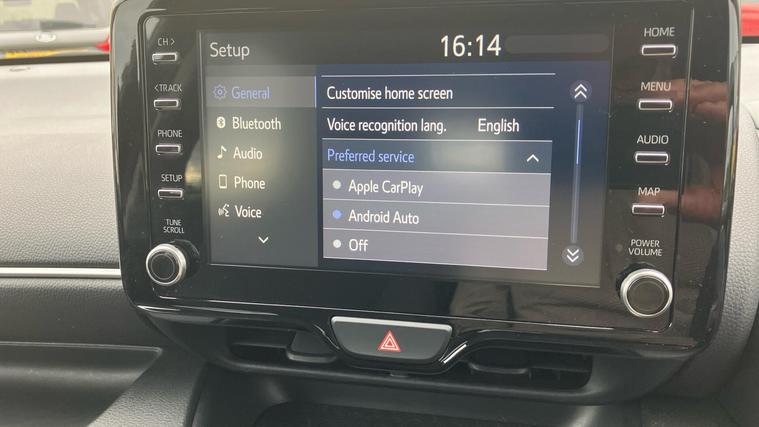 CH >
< TRACK
PHONE
SETUP
TUNE
SCROLL
Setup
16:14
General
Bluetooth
Audio
Phone
Voice
Customise home screen
Voice recognition lang. English
Preferred service
Apple CarPlay
Android Auto
Off
HOME
MENU
AUDIO
MAP
POWER
VOLUME